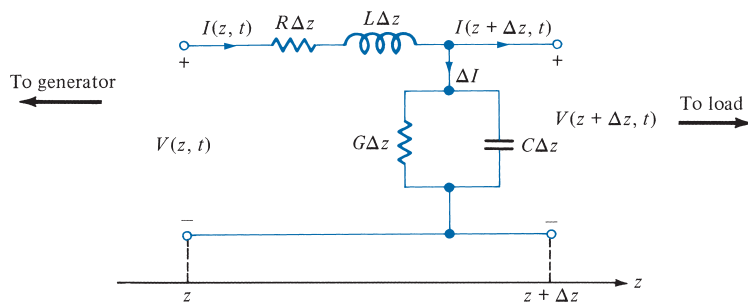 I(z, t) RΔz LΔz I(z + Δz, t)
+ +
ΔI
To generator To load
V(z, t) GΔz CΔz V(z + Δz, t)
− −
z z + Δz z